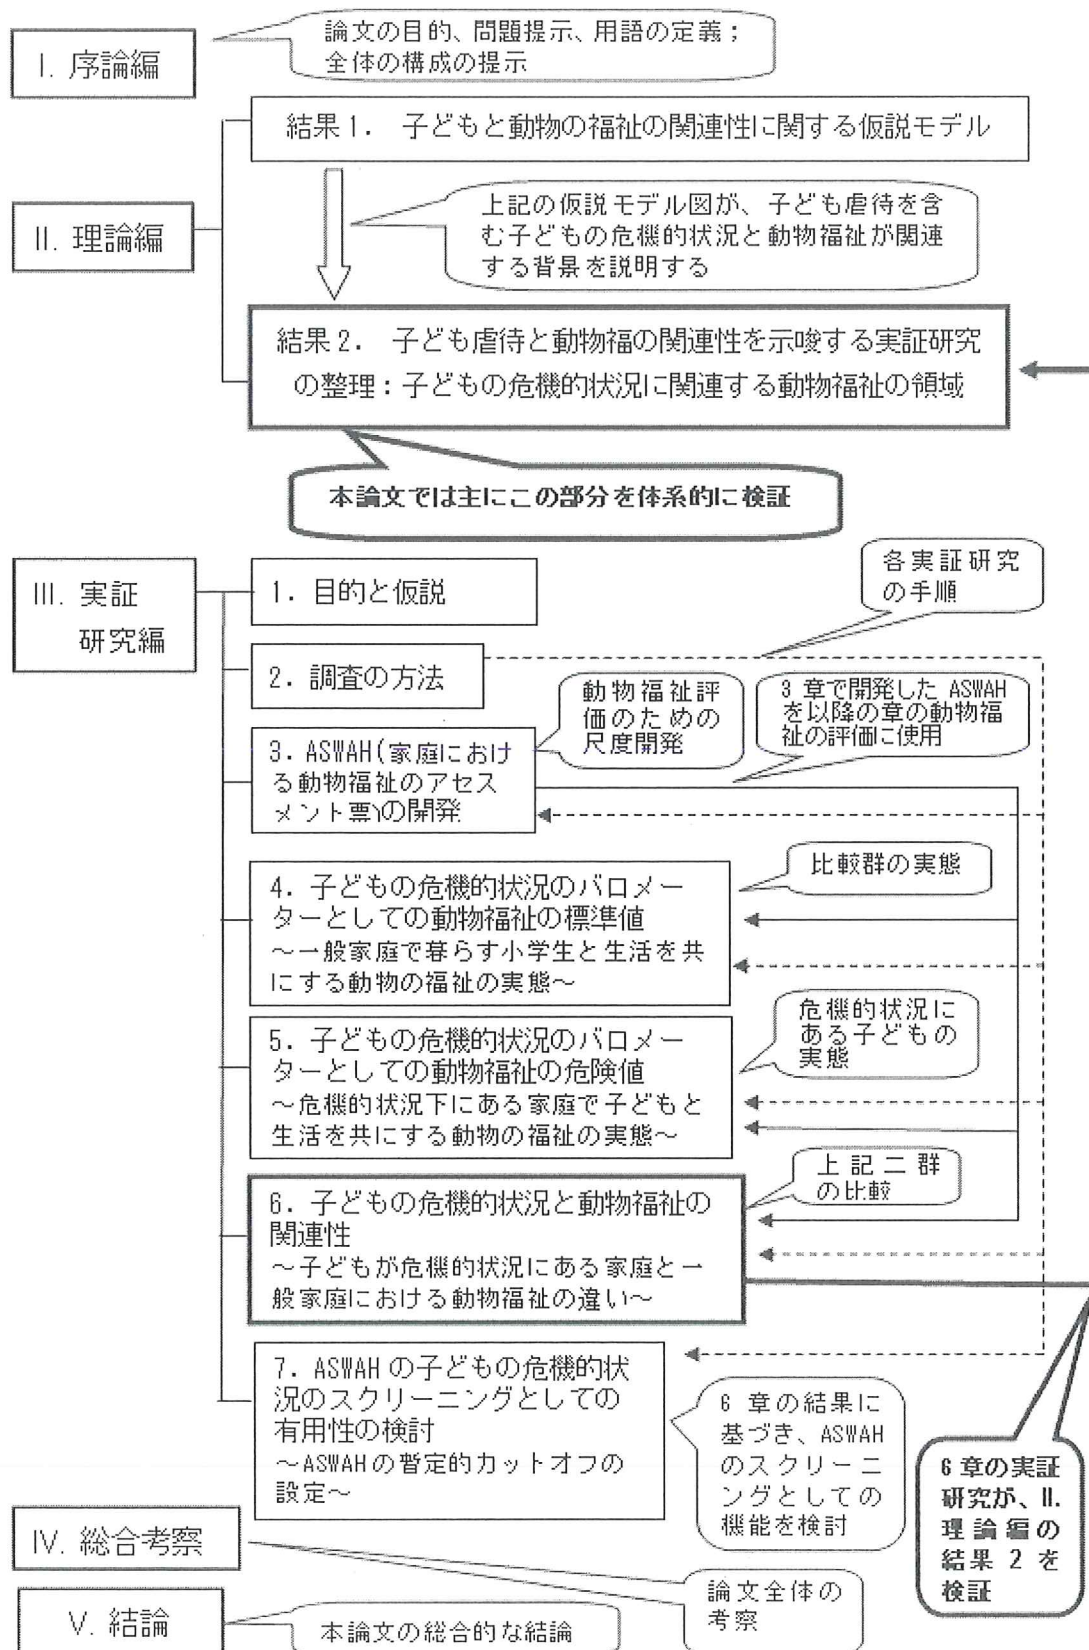 I. 序論編
論文の目的、問題提示、用語の定義；
全体の構成の提示
II. 理論編
結果1. 子どもと動物の福祉の関連性に関する仮説モデル
上記の仮説モデル図が、子ども虐待を含
む子どもの危機的状況と動物福祉が関連
する背景を説明する
結果2. 子ども虐待と動物福の関連性を示唆する実証研究
の整理：子どもの危機的状況に関連する動物福祉の領域
本論文では主にこの部分を体系的に検証
III. 実証
研究編
1. 目的と仮説
各実証研究
の手順
2. 調査の方法
動物福祉評
価のための
尺度開発
3章で開発した ASWAH
を以降の章の動物福
祉の評価に使用
3. ASWAH(家庭におけ
る動物福祉のアセス
メント票)の開発
4. 子どもの危機的状況のバロメー
ターとしての動物福祉の標準値
～一般家庭で暮らす小学生と生活を共
にする動物の福祉の実態～
比較群の実態
5. 子どもの危機的状況のバロメー
ターとしての動物福祉の危険値
～危機的状況下にある家庭で子どもと
生活を共にする動物の福祉の実態～
危機的状況に
ある子どもの
実態
6. 子どもの危機的状況と動物福祉の
関連性
～子どもが危機的状況にある家庭と一
般家庭における動物福祉の違い～
上記二群
の比較
7. ASWAH の子どもの危機的状
況のスクリーニングとしての
有用性の検討
～ASWAHの暫定的カットオフの
設定～
6 章の結果に
基づき、ASWAH
のスクリーニ
ングとしての
機能を検討
6章の実証
研究が、II.
理論編の
結果 2 を
検証
IV. 総合考察
論文全体の
考察
V. 結論
本論文の総合的な結論